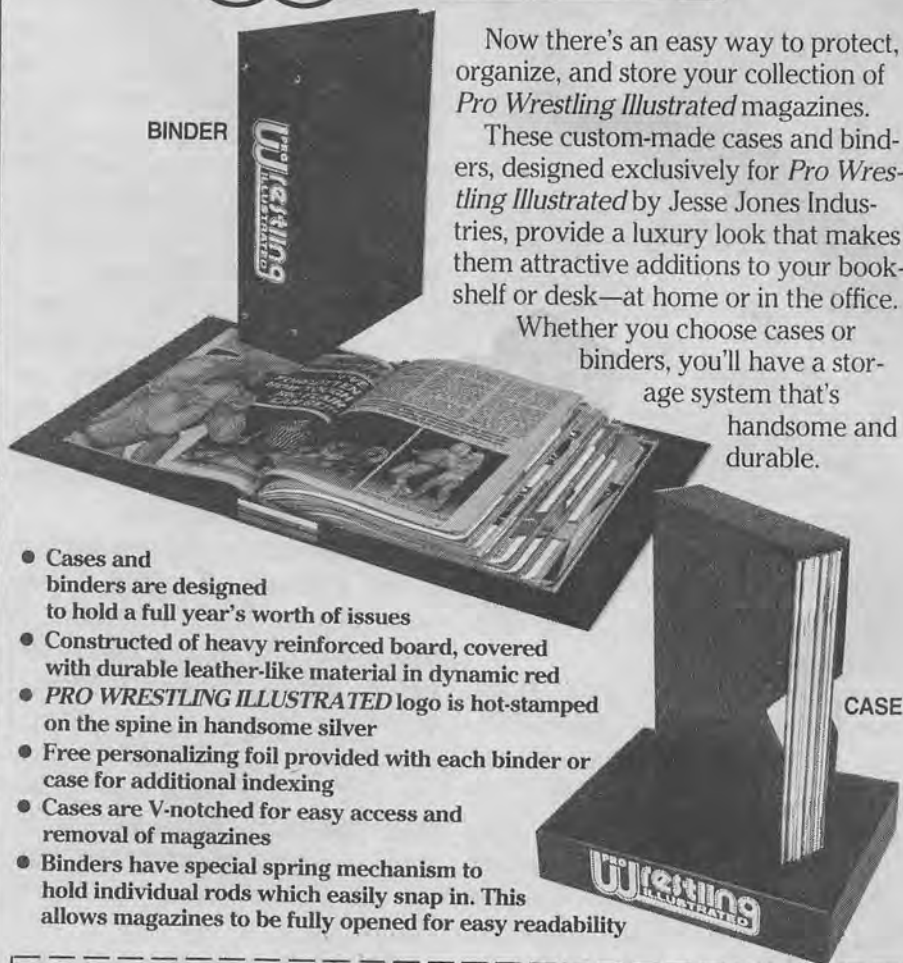 Now there's an easy way to protect,
organize, and store your collection of
Pro Wrestling Illustrated magazines.
These custom-made cases and bind-
ers, designed exclusively for Pro Wres-
tling Illustrated by Jesse Jones Indus-
tries, provide a luxury look that makes
them attractive additions to your book-
shelf or desk—at home or in the office.
Whether you choose cases or
binders, you'll have a stor-
age system that's
handsome and
durable.
BINDER
PRO
Wrestling
ILLUSTRATED
● Cases and
binders are designed
to hold a full year's worth of issues
● Constructed of heavy reinforced board, covered
with durable leather-like material in dynamic red
● PRO WRESTLING ILLUSTRATED logo is hot-stamped
on the spine in handsome silver
● Free personalizing foil provided with each binder or
case for additional indexing
● Cases are V-notched for easy access and
removal of magazines
● Binders have special spring mechanism to
hold individual rods which easily snap in. This
allows magazines to be fully opened for easy readability
CASE
PRO
Wrestling
ILLUSTRATED